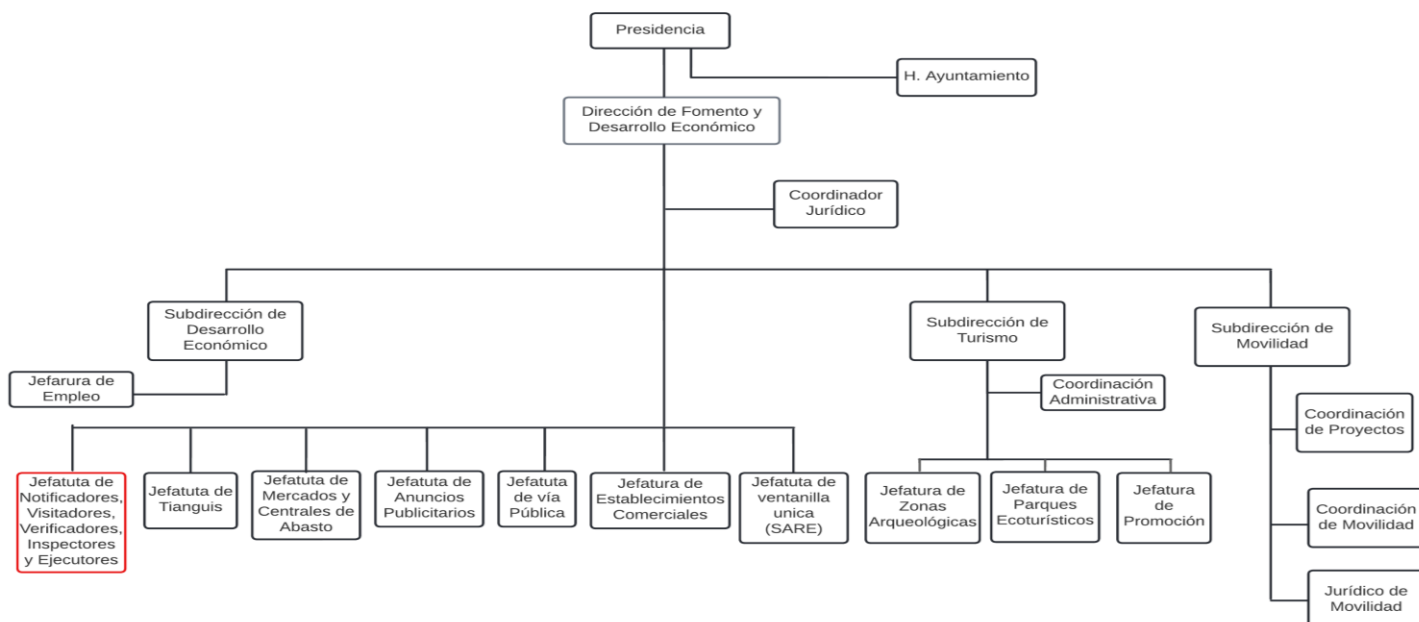 Presidencia
H. Ayuntamiento
Dirección de Fomento y
Desarrollo Económico
Coordinador
Jurídico
Subdirección de
Desarrollo
Económico
Subdirección de
Turismo
Subdirección de
Movilidad
Jefarura de
Empleo
Coordinación
Administrativa
Coordinación
de Proyectos
Jefatuta de
Notificadores,
Visitadores,
Verificadores,
Inspectores
y Ejecutores
Jefatuta de
Tianguis
Jefatuta de
Mercados y
Centrales de
Abasto
Jefatuta de
Anuncios
Publicitarios
Jefatuta
de vía
Pública
Jefatura de
Establecimientos
Comerciales
Jefatuta de
ventanilla
unica
(SARE)
Jefatura de
Zonas
Arqueológicas
Jefatura de
Parques
Ecoturísticos
Jefatura
de
Promoción
Coordinación
de Movilidad
Jurídico de
Movilidad